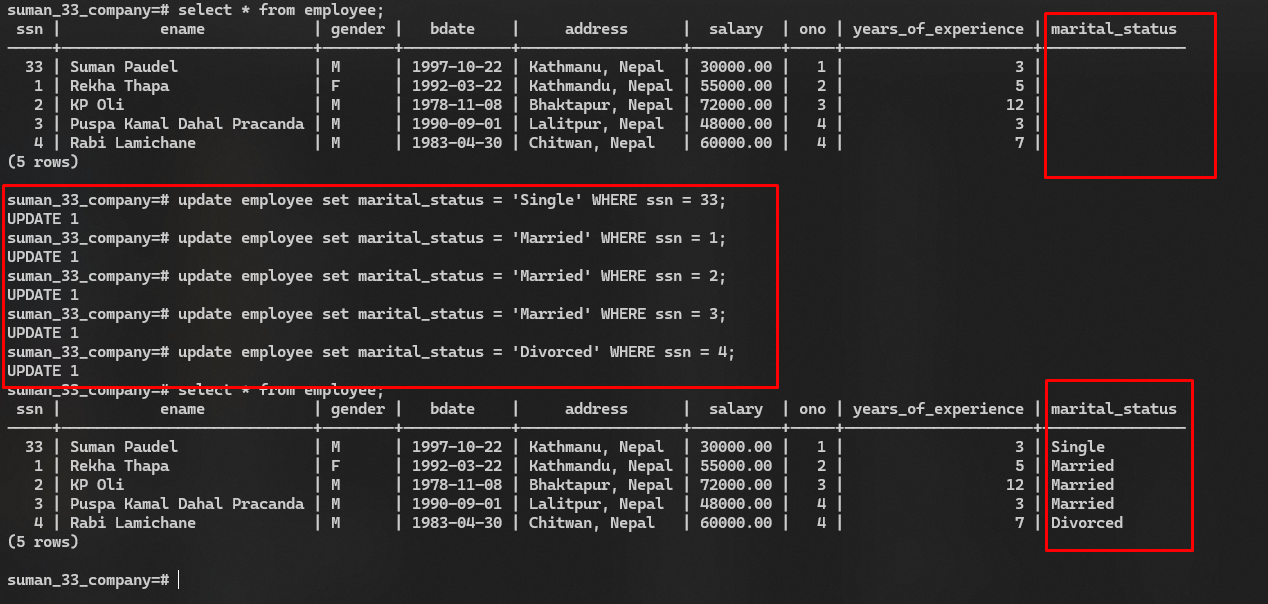 suman_33_company=# select * from employee;
 ssn |           ename            | gender |   bdate    |     address      |  salary  | ono | years_of_experience | marital_status
-----+----------------------------+--------+------------+------------------+----------+-----+---------------------+----------------
  33 | Suman Paudel               | M      | 1997-10-22 | Kathmanu, Nepal  | 30000.00 |   1 |                   3 |
   1 | Rekha Thapa                | F      | 1992-03-22 | Kathmandu, Nepal | 55000.00 |   2 |                   5 |
   2 | KP Oli                     | M      | 1978-11-08 | Bhaktapur, Nepal | 72000.00 |   3 |                  12 |
   3 | Puspa Kamal Dahal Pracanda | M      | 1990-09-01 | Lalitpur, Nepal  | 48000.00 |   4 |                   3 |
   4 | Rabi Lamichane             | M      | 1983-04-30 | Chitwan, Nepal   | 60000.00 |   4 |                   7 |
(5 rows)
suman_33_company=# update employee set marital_status = 'Single' WHERE ssn = 33;
UPDATE 1
suman_33_company=# update employee set marital_status = 'Married' WHERE ssn = 1;
UPDATE 1
suman_33_company=# update employee set marital_status = 'Married' WHERE ssn = 2;
UPDATE 1
suman_33_company=# update employee set marital_status = 'Married' WHERE ssn = 3;
UPDATE 1
suman_33_company=# update employee set marital_status = 'Divorced' WHERE ssn = 4;
UPDATE 1
suman_33_company=# select * from employee;
 ssn |           ename            | gender |   bdate    |     address      |  salary  | ono | years_of_experience | marital_status
-----+----------------------------+--------+------------+------------------+----------+-----+---------------------+----------------
  33 | Suman Paudel               | M      | 1997-10-22 | Kathmanu, Nepal  | 30000.00 |   1 |                   3 | Single
   1 | Rekha Thapa                | F      | 1992-03-22 | Kathmandu, Nepal | 55000.00 |   2 |                   5 | Married
   2 | KP Oli                     | M      | 1978-11-08 | Bhaktapur, Nepal | 72000.00 |   3 |                  12 | Married
   3 | Puspa Kamal Dahal Pracanda | M      | 1990-09-01 | Lalitpur, Nepal  | 48000.00 |   4 |                   3 | Married
   4 | Rabi Lamichane             | M      | 1983-04-30 | Chitwan, Nepal   | 60000.00 |   4 |                   7 | Divorced
(5 rows)
suman_33_company=#